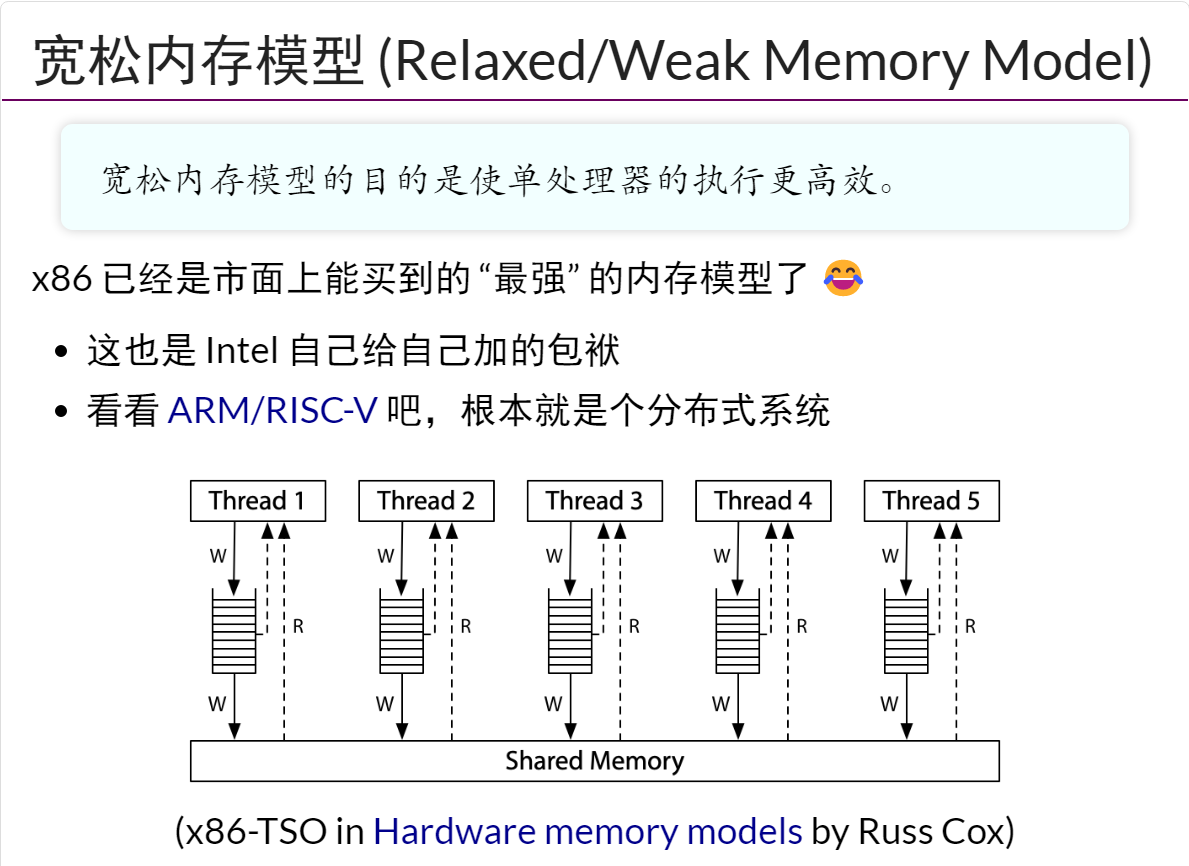 宽松内存模型 (Relaxed/Weak Memory Model)
宽松内存模型的目的是使单处理器的执行更高效。
x86 已经是市面上能买到的 “最强” 的内存模型了 😂
• 这也是 Intel 自己给自己加的包袱
• 看看 ARM/RISC-V 吧，根本就是个分布式系统
Thread 1 Thread 2 Thread 3 Thread 4 Thread 5
W W W W W
R R R R R
W W W W W
Shared Memory
(x86-TSO in Hardware memory models by Russ Cox)